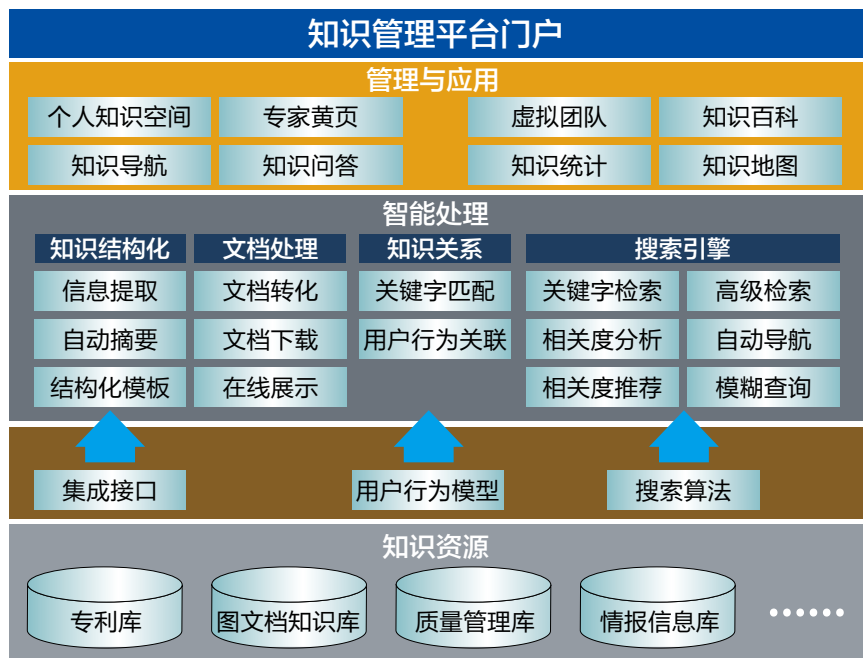 知识管理平台门户
管理与应用
个人知识空间 专家黄页 虚拟团队 知识百科
知识导航 知识问答 知识统计 知识地图
智能处理
知识结构化 文档处理 知识关系 搜索引擎
信息提取 文档转化 关键字匹配 关键字检索 高级检索
自动摘要 文档下载 用户行为关联 相关度分析 自动导航
结构化模板 在线展示 相关度推荐 模糊查询
集成接口 用户行为模型 搜索算法
知识资源
专利库 图文档知识库 质量管理库 情报信息库 ……